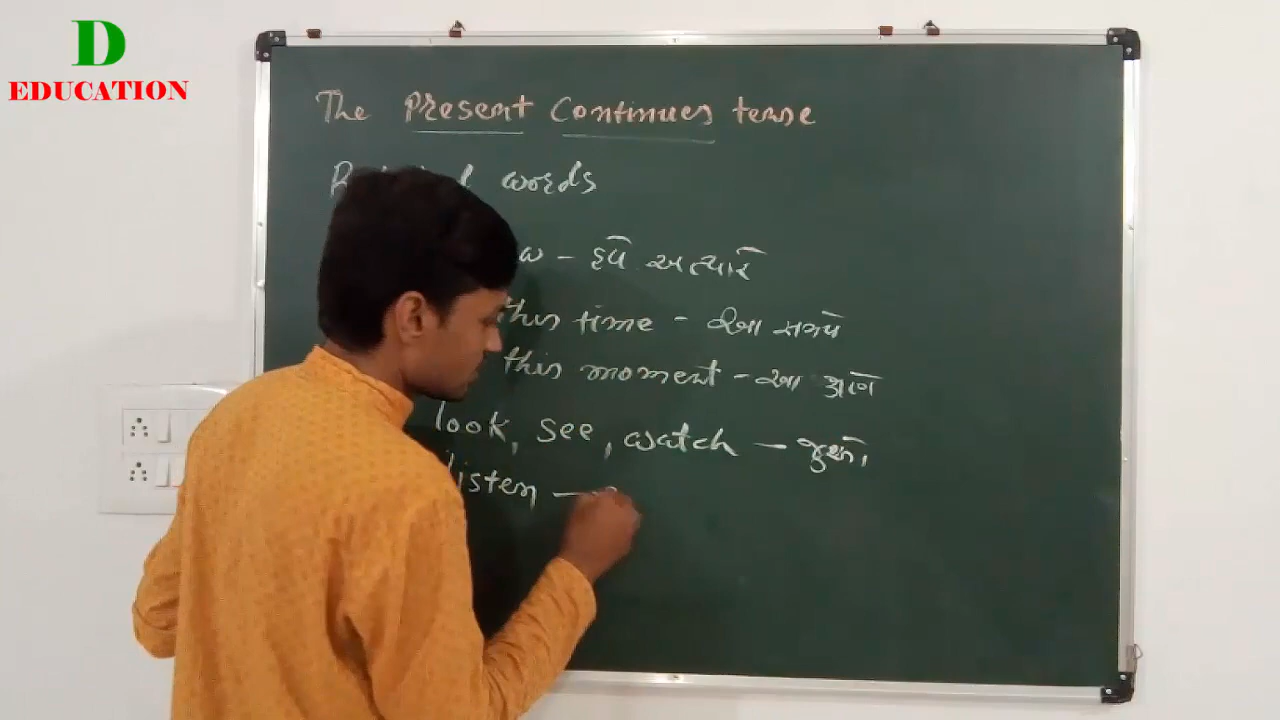 D
EDUCATION
The Present Continues tense
words
હવે અત્યારે
this time - આ સમયે
this moment - આ ક્ષણે
look, see, watch - જુઓ,
listen -